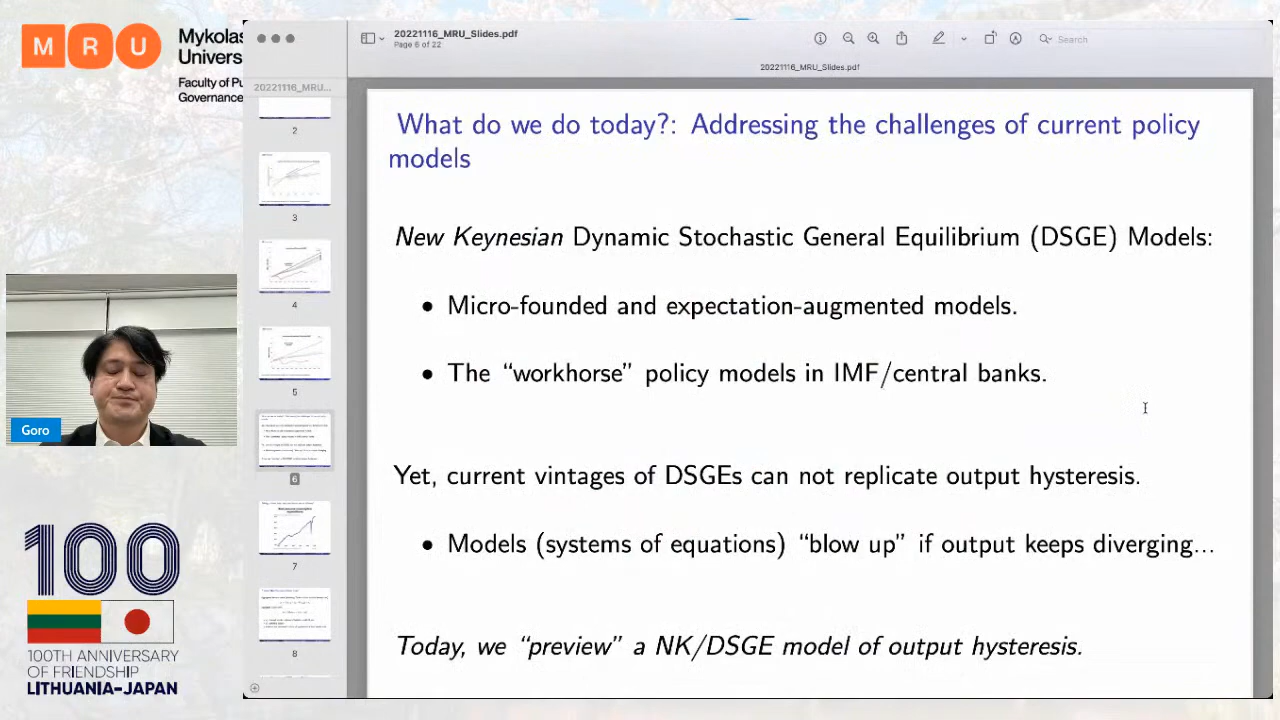 MRU
Mykolas
Univers
Faculty of Pu
Governance
20221116_MRU_Slides.pdf
Page 6 of 22
Search
20221116_MRU...
20221116_MRU_Slides.pdf
2
3
4
5
6
7
8
What do we do today?: Addressing the challenges of current policy
models
New Keynesian Dynamic Stochastic General Equilibrium (DSGE) Models:
• Micro-founded and expectation-augmented models.
• The “workhorse” policy models in IMF/central banks.
Yet, current vintages of DSGEs can not replicate output hysteresis.
• Models (systems of equations) “blow up” if output keeps diverging...
Today, we “preview” a NK/DSGE model of output hysteresis.
Goro
100
100TH ANNIVERSARY
OF FRIENDSHIP
LITHUANIA-JAPAN